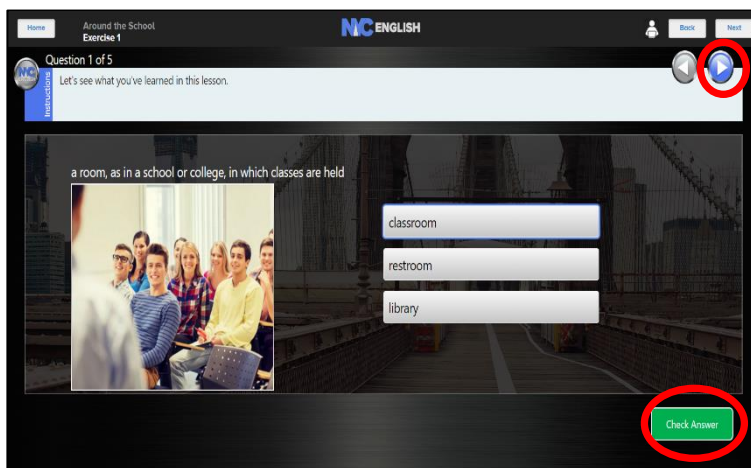 Home
Around the School
Exercise 1
NYC ENGLISH
Back
Next
Question 1 of 5
NYC
Instructions
Let's see what you've learned in this lesson.
a room, as in a school or college, in which classes are held
classroom
restroom
library
Check Answer